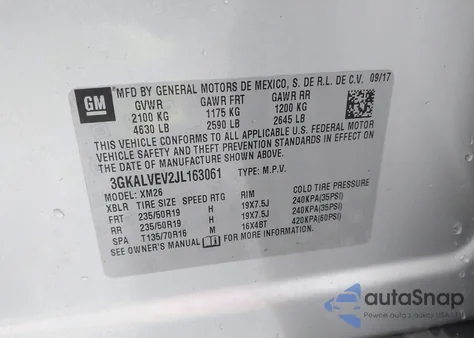 GM
MFD BY GENERAL MOTORS DE MEXICO, S. DE R.L. DE C.V. 09/17
GVWR GAWR FRT GAWR RR
2100 KG 1175 KG 1200 KG
4630 LB 2590 LB 2645 LB
THIS VEHICLE CONFORMS TO ALL APPLICABLE U.S. FEDERAL MOTOR
VEHICLE SAFETY, BUMPER, AND THEFT PREVENTION STANDARDS IN EFFECT ON
THE DATE OF MANUFACTURE SHOWN ABOVE.
3GKALVEV2JL163061 TYPE: M.P.V.
MODEL: XM26
XBLR TIRE SIZE SPEED RTG RIM COLD TIRE PRESSURE
FRT 235/50R19 H 19X7.5J 240KPA(35PSI)
RR 235/50R19 H 19X7.5J 240KPA(35PSI)
SPA T135/70R16 M 16X4BT 420KPA(60PSI)
SEE OWNER'S MANUAL FOR MORE INFORMATION.
autoSnap
Pewne auta z USA